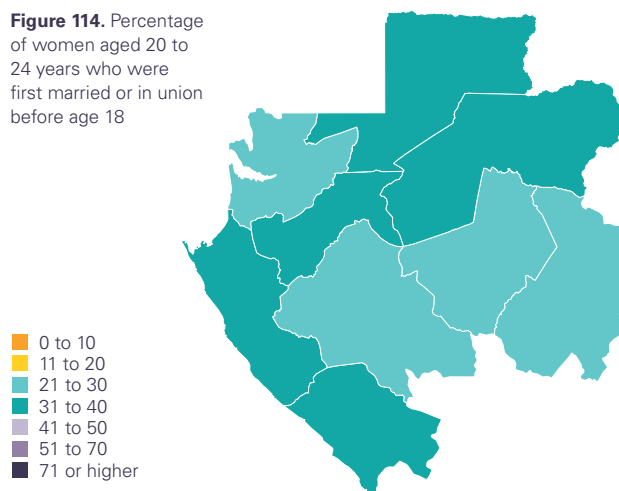 Figure 114. Percentage
of women aged 20 to
24 years who were
first married or in union
before age 18
0 to 10
11 to 20
21 to 30
31 to 40
41 to 50
51 to 70
71 or higher